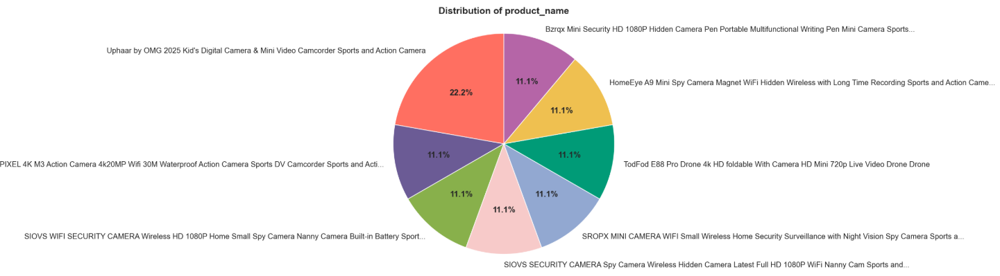 Distribution of product_name
Bzrqx Mini Security HD 1080P Hidden Camera Pen Portable Multifunctional Writing Pen Mini Camera Sports...
Uphaar by OMG 2025 Kid's Digital Camera & Mini Video Camcorder Sports and Action Camera
11.1%
HomeEye A9 Mini Spy Camera Magnet WiFi Hidden Wireless with Long Time Recording Sports and Action Came...
22.2%
11.1%
11.1%
11.1%
PIXEL 4K M3 Action Camera 4k20MP Wifi 30M Waterproof Action Camera Sports DV Camcorder Sports and Acti...
TodFod E88 Pro Drone 4k HD foldable With Camera HD Mini 720p Live Video Drone Drone
11.1%
11.1%
11.1%
SIOVS WIFI SECURITY CAMERA Wireless HD 1080P Home Small Spy Camera Nanny Camera Built-in Battery Sport...
SROPX MINI CAMERA WIFI Small Wireless Home Security Surveillance with Night Vision Spy Camera Sports a...
SIOVS SECURITY CAMERA Spy Camera Wireless Hidden Camera Latest Full HD 1080P WiFi Nanny Cam Sports and...